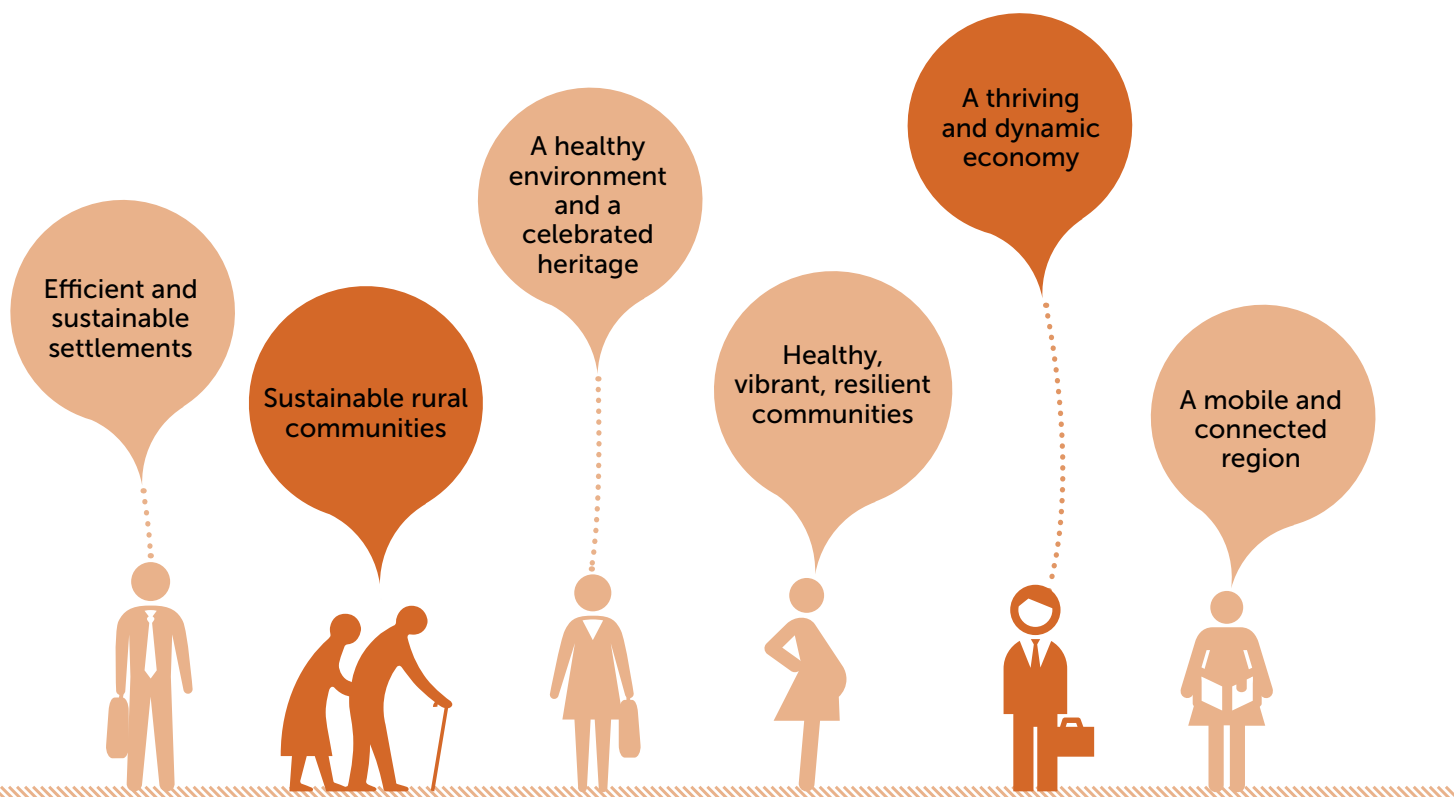 Efficient and
sustainable
settlements
Sustainable rural
communities
A healthy
environment
and a
celebrated
heritage
Healthy,
vibrant, resilient
communities
A thriving
and dynamic
economy
A mobile and
connected
region